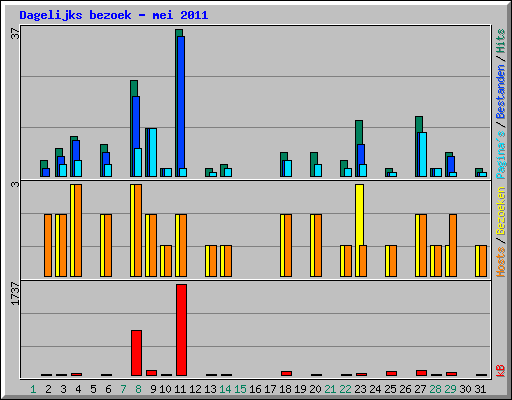 Dagelijks bezoek - mei 2011
37
3
1737
Hosts / Bezoeken Pagina's / Bestanden / Hits
kB
1 2 3 4 5 6 7 8 9 10 11 12 13 14 15 16 17 18 19 20 21 22 23 24 25 26 27 28 29 30 31